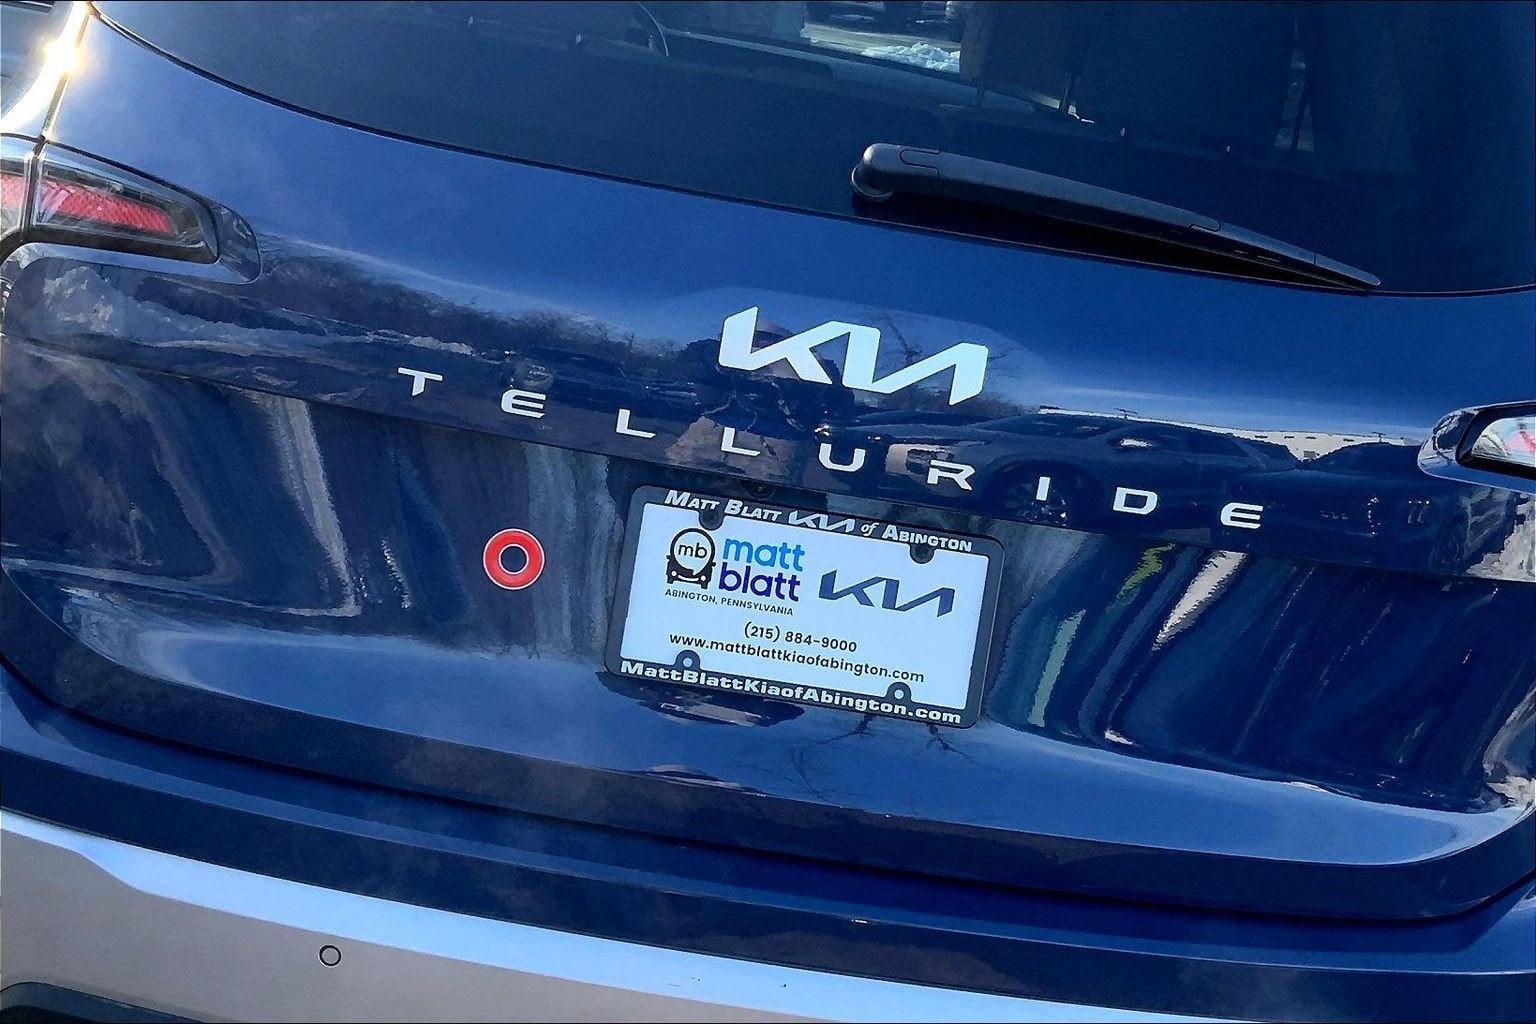 KIA
TELLURIDE
MATT BLATT KIA of ABINGTON
mb
matt
blatt
KIA
ABINGTON, PENNSYLVANIA
(215) 884-9000
www.mattblattkiaofabington.com
MattBlattKiaofAbington.com